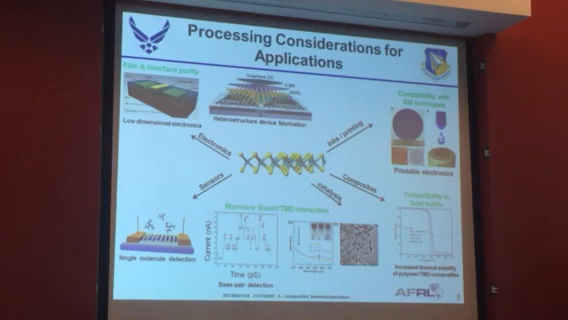 Processing Considerations for
Applications
Film & Interface purity
Graphene (G)
Low dimensional electronics
Heterostructure device fabrication
Compatibility with
AM techniques
Printable electronics
Electronics
Inks / printing
Sensors
Composites
catalysis
Maximize Guest/TMD interaction
Compatibility in
host matrix
Current (nA)
Time (pS)
Single molecule detection
Base-pair detection
Increased thermal stability
of polymer/TMD composites
AFRL